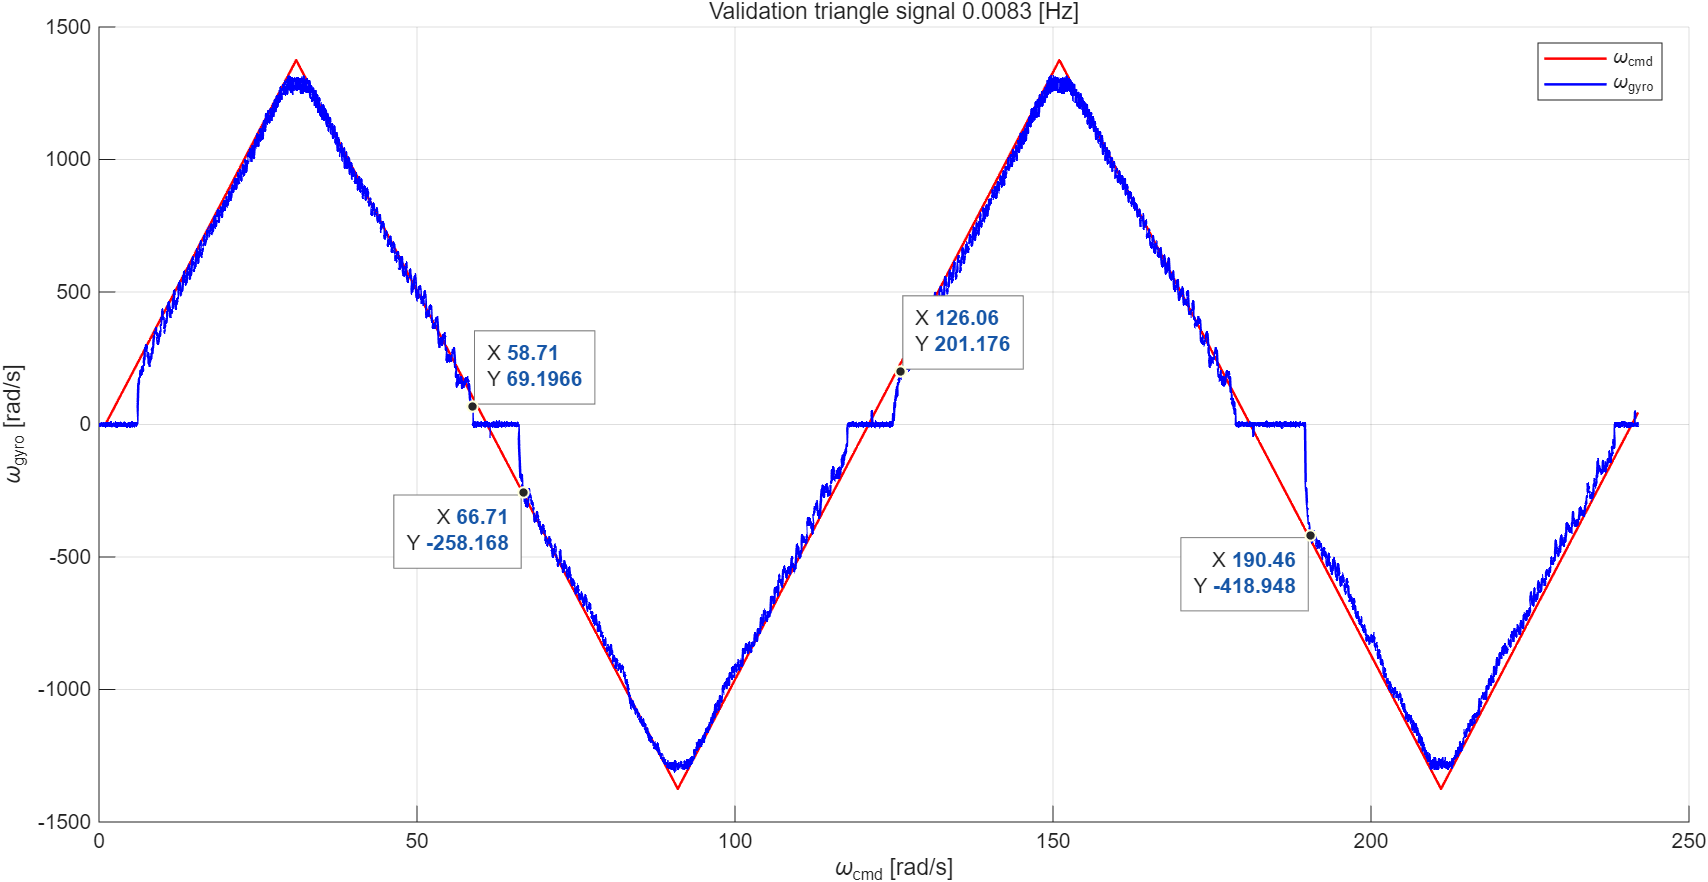 Validation triangle signal 0.0083 [Hz]
1500
1000
500
0
-500
-1000
-1500
ω_gyro [rad/s]
ω_cmd
ω_gyro
X 58.71
Y 69.1966
X 66.71
Y -258.168
X 126.06
Y 201.176
X 190.46
Y -418.948
0 50 100 150 200 250
ω_cmd [rad/s]